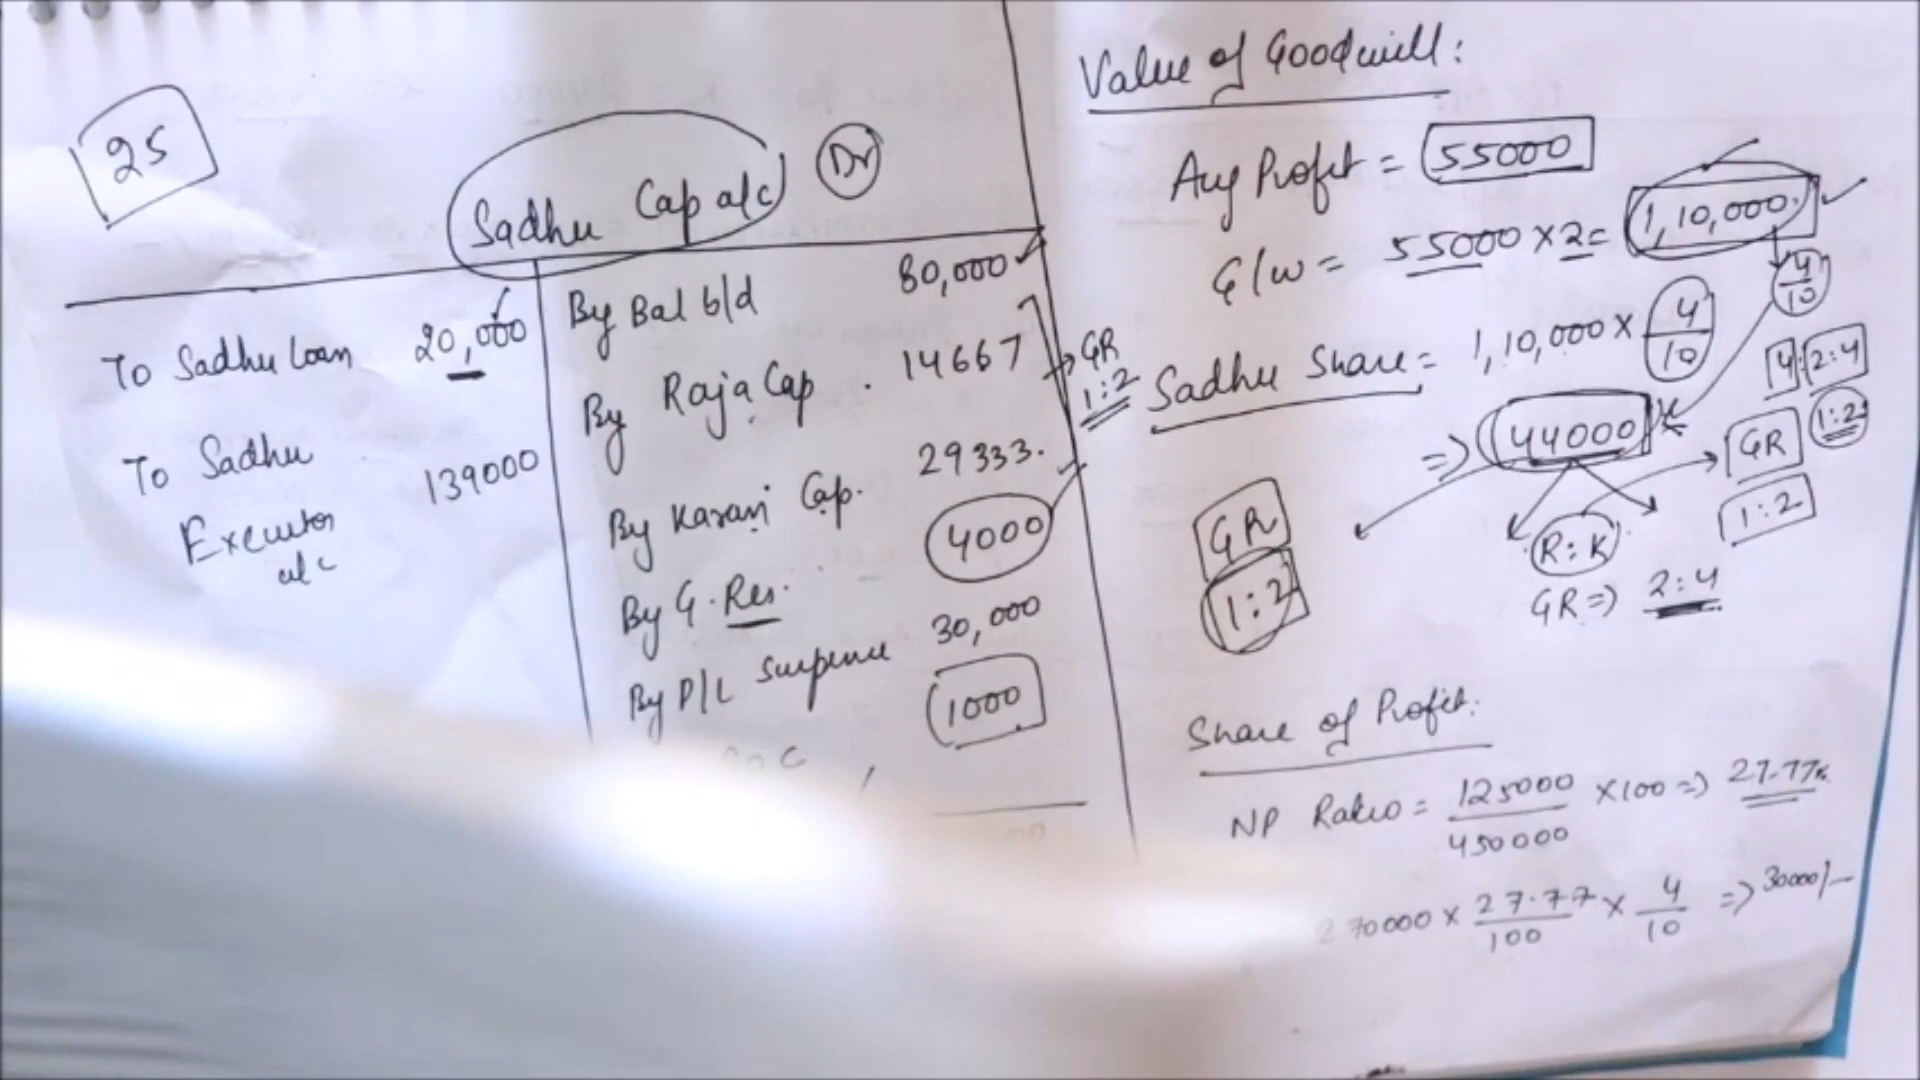 25
Sadhu Cap a/c Dr
To Sadhu Loan 20,000
To Sadhu 139000
Executor
a/c
By Bal b/d 80,000
By Raja Cap. 14667
By Karan Cap. 29333.
By G. Res. 4000
By P/L Suspense 30,000
1000
GR
1:2
Value of Goodwill:
Avg Profit = 55000
G/W = 55000 x 2 = 1,10,000.
4/10
Sadhu Share = 1,10,000 x 4/10
4:2:4
1:2
=> 44000
GR
1:2
GR
1:2
R:K
GR => 2:4
Share of Profit:
NP Ratio = 125000/450000 x 100 => 27.77%
270000 x 27.77/100 x 4/10 => 30000/-